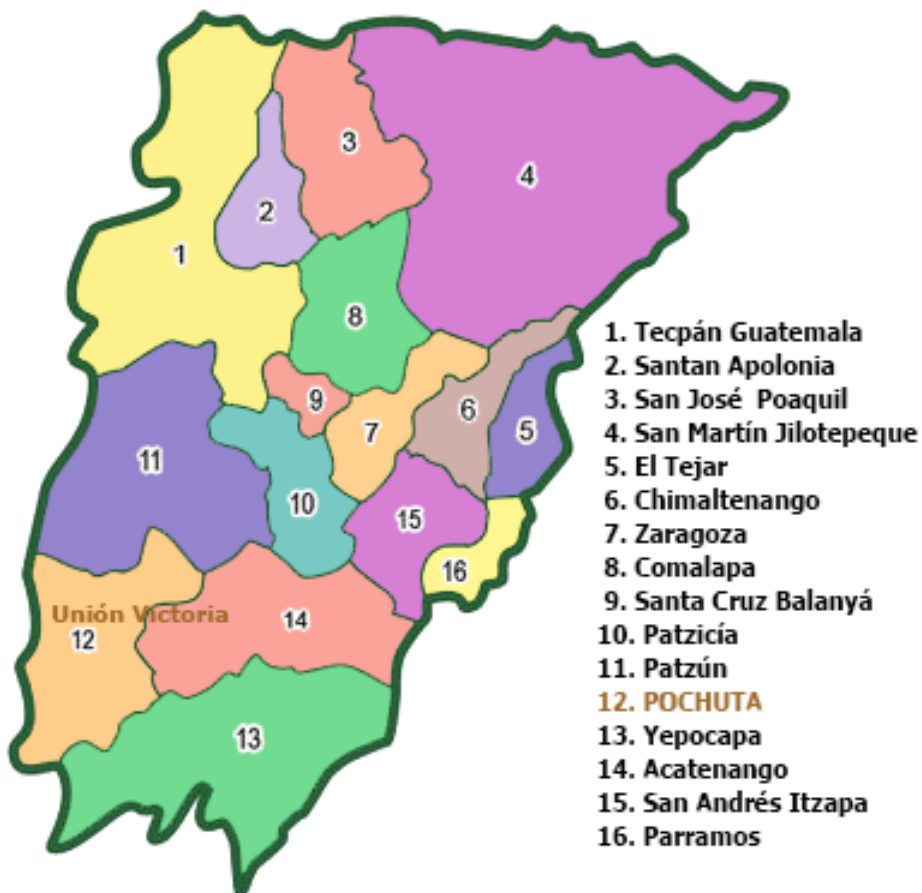 3
4
2
1
8
1. Tecpán Guatemala
2. Santan Apolonia
3. San José Poaquil
4. San Martín Jilotepeque
5. El Tejar
6. Chimaltenango
7. Zaragoza
8. Comalapa
9. Santa Cruz Balanyá
10. Patzicía
11. Patzún
12. POCHUTA
13. Yepocapa
14. Acatenango
15. San Andrés Itzapa
16. Parramos
9
6
7
5
11
10
15
16
Unión Victoria
14
12
13